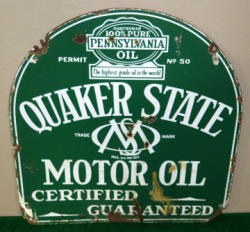 GUARANTEED
100% PURE
PENNSYLVANIA
OIL
PERMIT Nº 50
The highest grade oil in the world
QUAKER STATE
TRADE MARK
MOTOR OIL
CERTIFIED
GUARANTEED